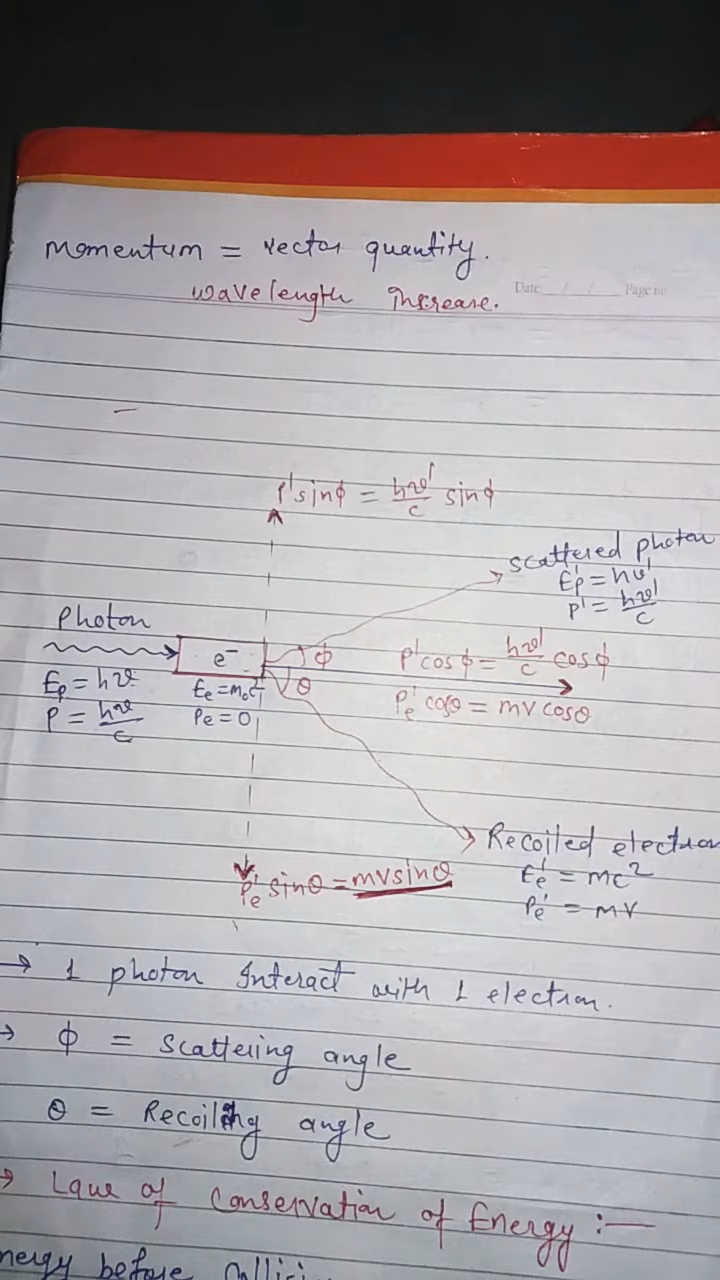 Momentum = vector quantity.
wavelength increase.
Date / / Page no
P'sinϕ = hν'/c sinϕ
scattered photon
E'p = hν'
P' = hν'/c
Photon
e⁻
ϕ
P'cosϕ = hν'/c cosϕ
θ
Ep = hν
Ee = m₀c²
P'e cosθ = mv cosθ
P = hν/c
Pe = 0
Recoiled electron
E'e = mc²
P'e sinθ = mvsinθ
P'e = mv
→ 1 photon Interact with 1 electron.
→ ϕ = Scattering angle
θ = Recoiling angle
→ Law of Conservation of Energy :—
before